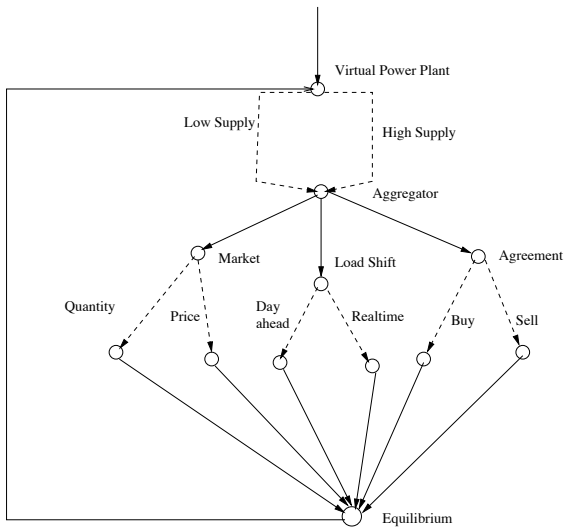 Virtual Power Plant
Low Supply
High Supply
Aggregator
Market
Load Shift
Agreement
Quantity
Price
Day
ahead
Realtime
Buy
Sell
Equilibrium